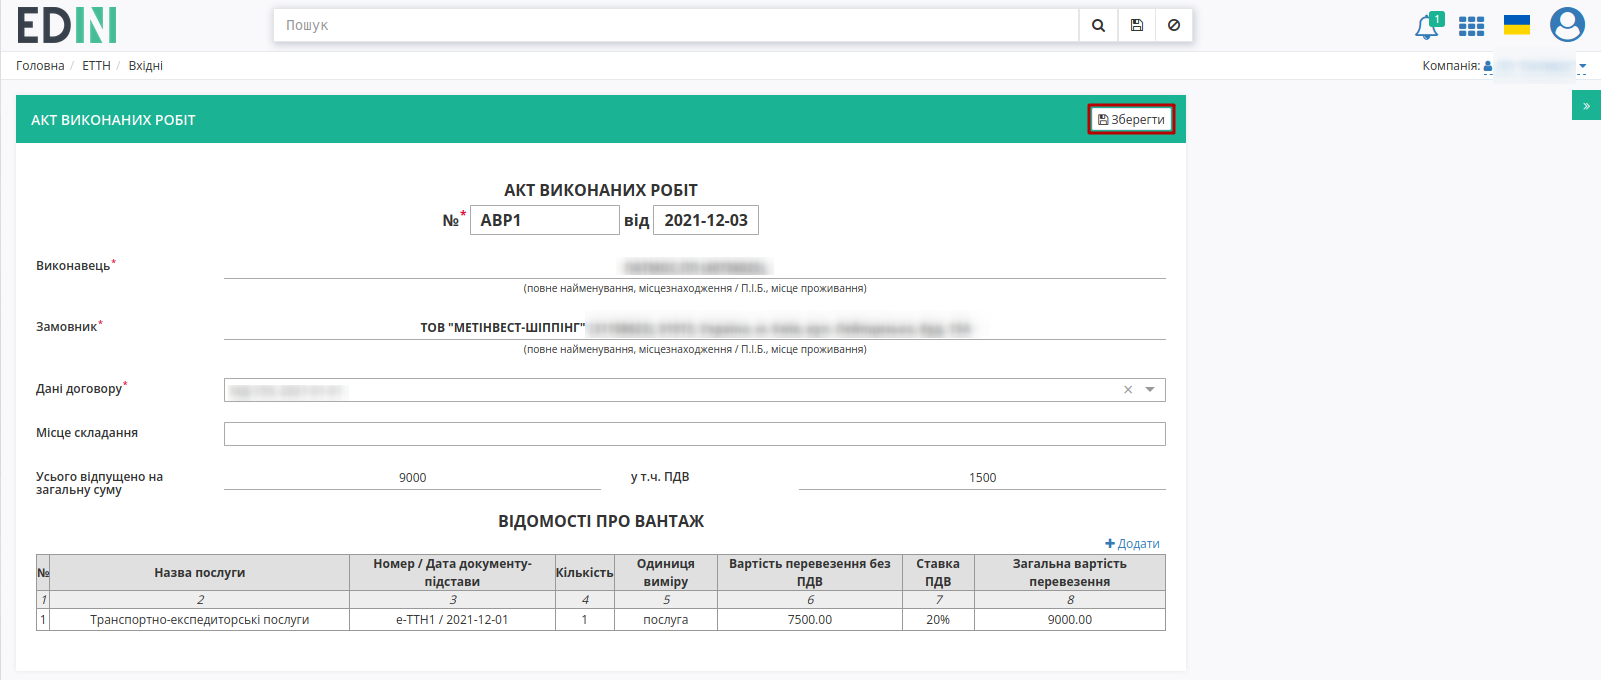 EDIN
Пошук
1
Головна / ЕТТН / Вхідні
Компанія:
»
АКТ ВИКОНАНИХ РОБІТ
Зберегти
АКТ ВИКОНАНИХ РОБІТ
№* АВР1 від 2021-12-03
Виконавець*
(повне найменування, місцезнаходження / П.І.Б., місце проживання)
Замовник* ТОВ "МЕТІНВЕСТ-ШІППІНГ"
(повне найменування, місцезнаходження / П.І.Б., місце проживання)
Дані договору* ×
Місце складання
Усього відпущено на загальну суму 9000 у т.ч. ПДВ 1500
ВІДОМОСТІ ПРО ВАНТАЖ
+ Додати
№ Назва послуги Номер / Дата документу-підстави Кількість Одиниця виміру Вартість перевезення без ПДВ Ставка ПДВ Загальна вартість перевезення
1 2 3 4 5 6 7 8
1 Транспортно-експедиторські послуги е-ТТН1 / 2021-12-01 1 послуга 7500.00 20% 9000.00